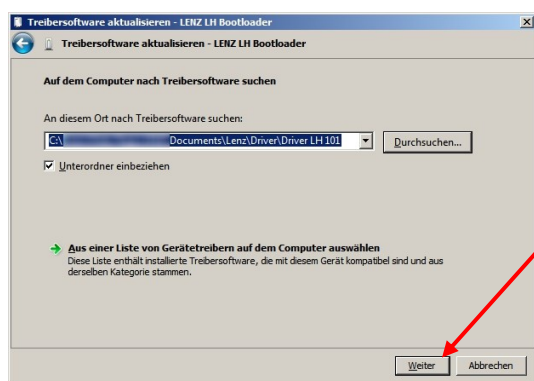 Treibersoftware aktualisieren - LENZ LH Bootloader
Treibersoftware aktualisieren - LENZ LH Bootloader
Auf dem Computer nach Treibersoftware suchen
An diesem Ort nach Treibersoftware suchen:
C:\ Documents\Lenz\Driver\Driver LH 101
Durchsuchen...
Unterordner einbeziehen
Aus einer Liste von Gerätetreibern auf dem Computer auswählen
Diese Liste enthält installierte Treibersoftware, die mit diesem Gerät kompatibel sind und aus
derselben Kategorie stammen.
Weiter Abbrechen